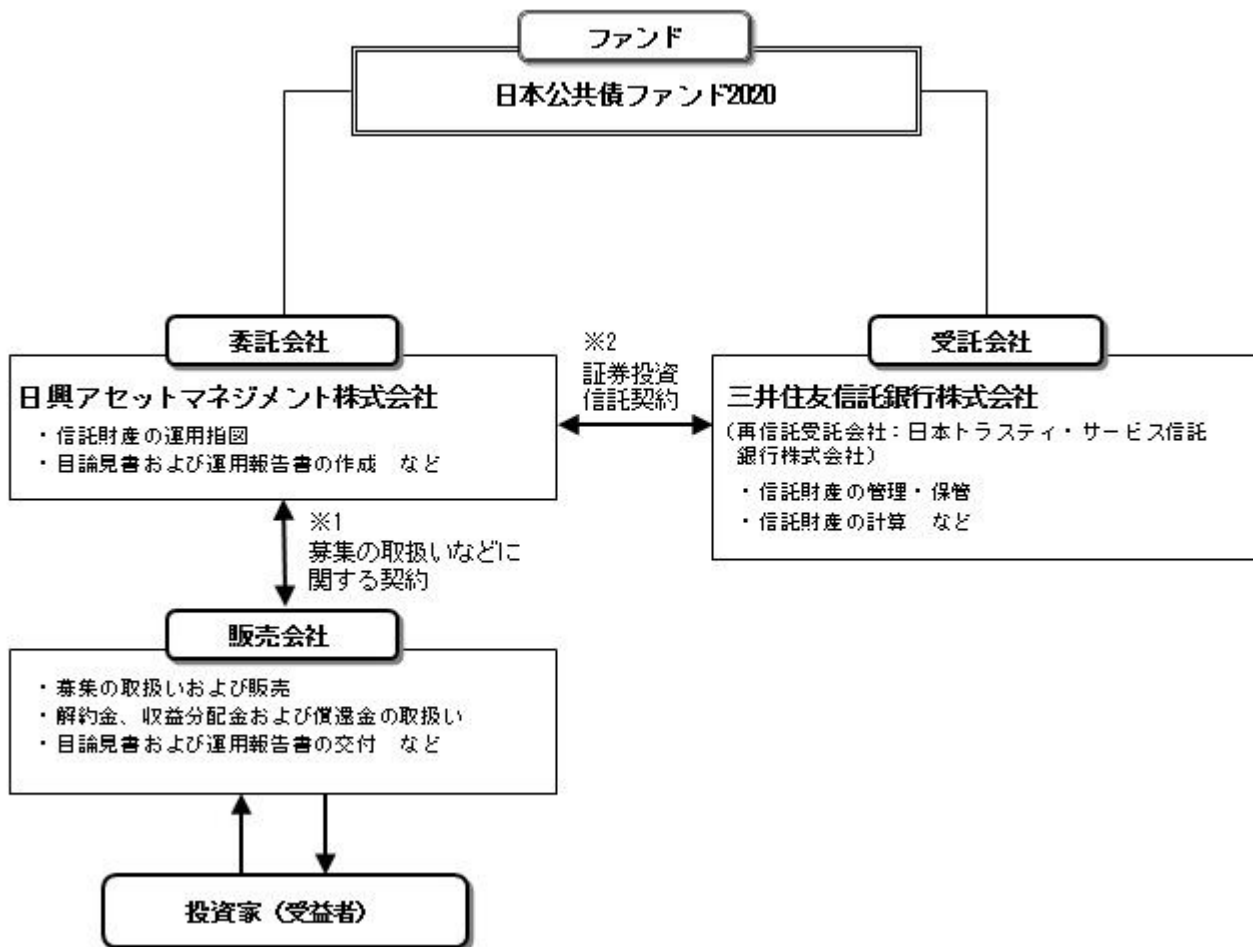 ファンド
日本公共債ファンド2020
委託会社
日興アセットマネジメント株式会社
・信託財産の運用指図
・目論見書および運用報告書の作成　など
※2
証券投資
信託契約
受託会社
三井住友信託銀行株式会社
（再信託受託会社：日本トラスティ・サービス信託
銀行株式会社）
・信託財産の管理・保管
・信託財産の計算　など
※1
募集の取扱いなどに
関する契約
販売会社
・募集の取扱いおよび販売
・解約金、収益分配金および償還金の取扱い
・目論見書および運用報告書の交付　など
投資家（受益者）